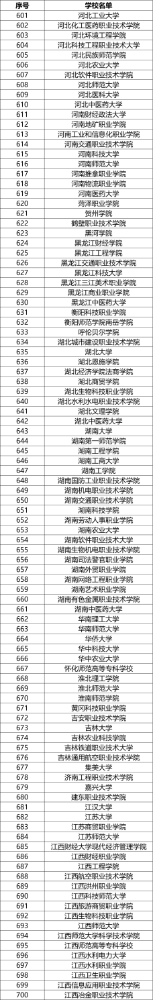 序号 学校名单
601 河北工业大学
602 河北化工医药职业技术学院
603 河北环境工程学院
604 河北科技工程职业技术大学
605 河北民族师范学院
606 河北农业大学
607 河北软件职业技术学院
608 河北师范大学
609 河北医科大学
610 河北中医药大学
611 河南财经政法大学
612 河南地矿职业学院
613 河南工业和信息化职业学院
614 河南交通职业技术学院
615 河南科技大学
616 河南师范大学
617 河南推拿职业学院
618 河南物流职业学院
619 河南医药大学
620 菏泽职业学院
621 贺州学院
622 鹤壁职业技术学院
623 黑河学院
624 黑龙江财经学院
625 黑龙江工程学院
626 黑龙江交通职业技术学院
627 黑龙江科技大学
628 黑龙江三江美术职业学院
629 黑龙江商业职业学院
630 黑龙江中医药大学
631 衡阳科技职业学院
632 衡阳师范学院南岳学院
633 呼伦贝尔学院
634 湖北城市建设职业技术学院
635 湖北大学
636 湖北恩施学院
637 湖北经济学院法商学院
638 湖北商贸学院
639 湖北生物科技职业学院
640 湖北水利水电职业技术学院
641 湖北文理学院
642 湖北中医药大学
643 湖南大学
644 湖南第一师范学院
645 湖南工程学院
646 湖南工商大学
647 湖南工学院
648 湖南国防工业职业技术学院
649 湖南机电职业技术学院
650 湖南交通职业技术学院
651 湖南科技学院
652 湖南劳动人事职业学院
653 湖南农业大学
654 湖南软件职业技术大学
655 湖南生物机电职业技术学院
656 湖南司法警官职业学院
657 湖南外贸职业学院
658 湖南网络工程职业学院
659 湖南艺术职业学院
660 湖南有色金属职业技术学院
661 湖南中医药大学
662 华南理工大学
663 华南师范大学
664 华侨大学
665 华中科技大学
666 华中农业大学
667 怀化师范高等专科学校
668 淮北理工学院
669 淮北师范大学
670 淮南师范学院
671 黄冈科技职业学院
672 吉安职业技术学院
673 吉林大学
674 吉林农业科技学院
675 吉林铁道职业技术大学
676 吉林通用航空职业技术学院
677 集美大学
678 济南工程职业技术学院
679 嘉兴大学
680 建东职业技术学院
681 江汉大学
682 江苏大学
683 江苏商贸职业学院
684 江苏师范大学
685 江西财经大学现代经济管理学院
686 江西财经职业学院
687 江西工程学院
688 江西航空职业技术学院
689 江西洪州职业学院
690 江西科技师范大学
691 江西旅游商贸职业学院
692 江西生物科技职业学院
693 江西师范大学
694 江西师范大学科学技术学院
695 江西师范高等专科学校
696 江西水利电力大学
697 江西水利职业学院
698 江西卫生职业学院
699 江西信息应用职业技术学院
700 江西冶金职业技术学院